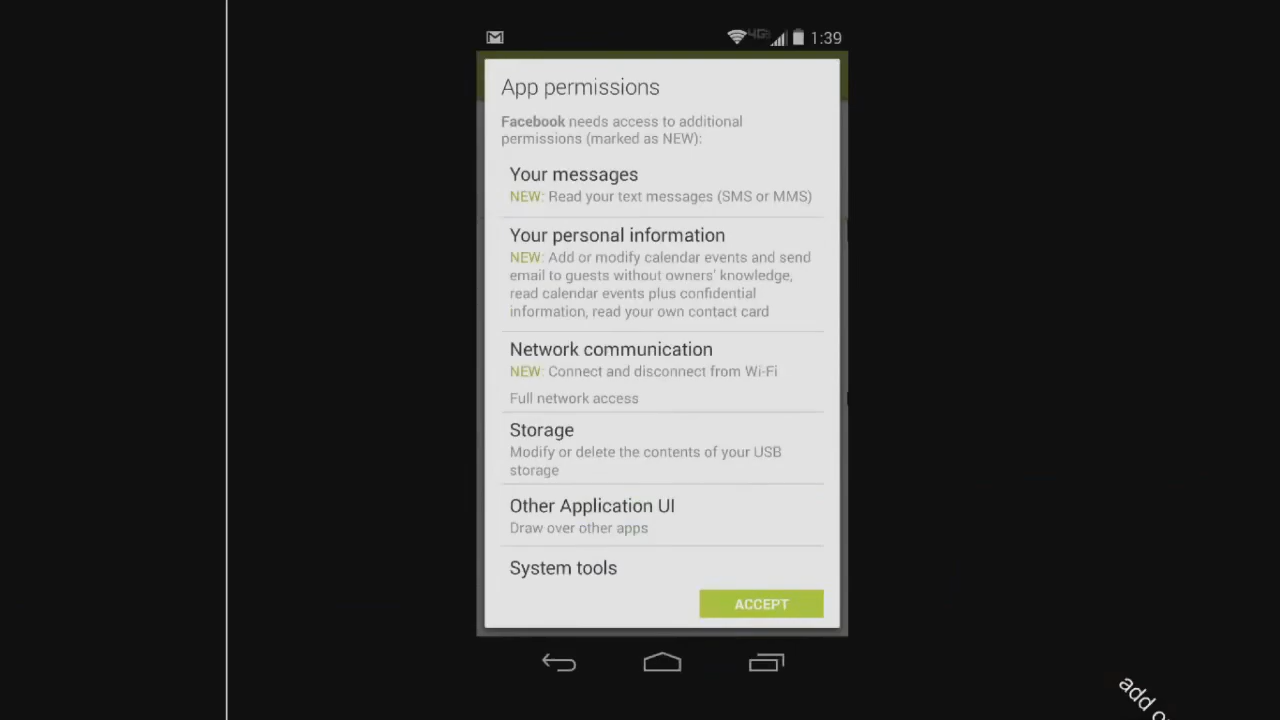 4G 1:39
App permissions
Facebook needs access to additional
permissions (marked as NEW):
Your messages
NEW: Read your text messages (SMS or MMS)
Your personal information
NEW: Add or modify calendar events and send
email to guests without owners' knowledge,
read calendar events plus confidential
information, read your own contact card
Network communication
NEW: Connect and disconnect from Wi-Fi
Full network access
Storage
Modify or delete the contents of your USB
storage
Other Application UI
Draw over other apps
System tools
ACCEPT
add